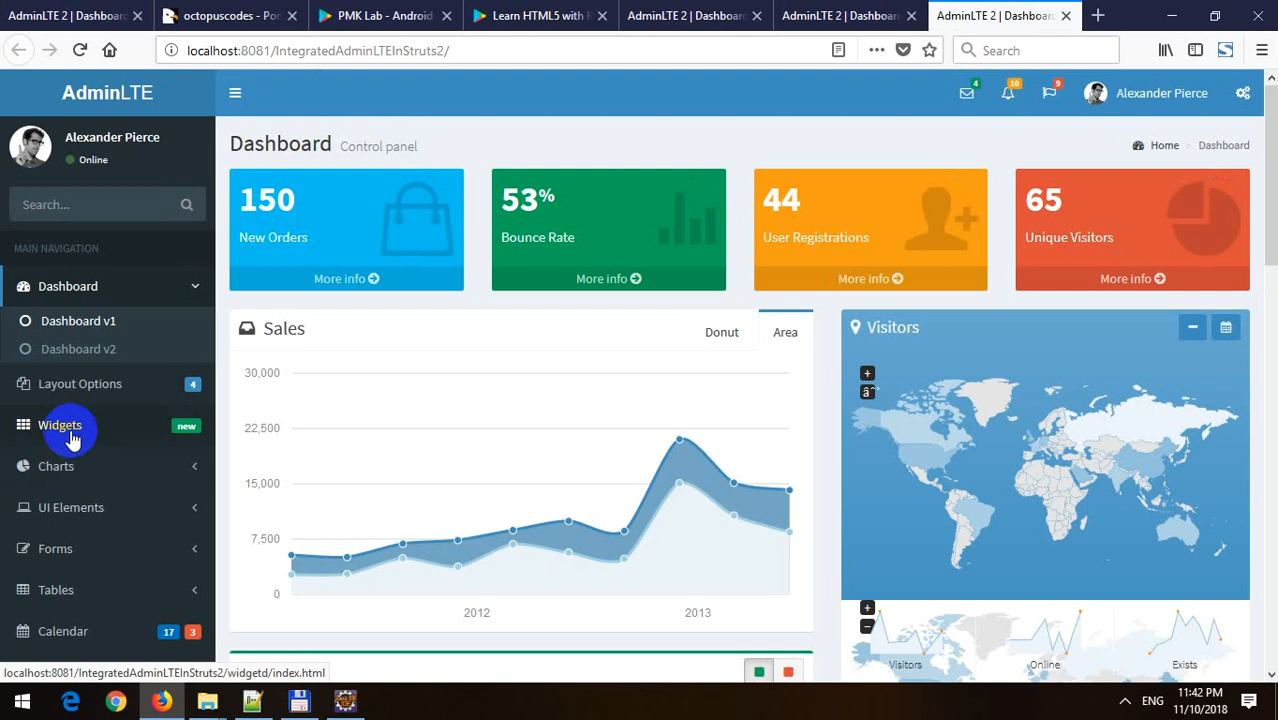 AdminLTE 2 | Dashboard
octopuscodes - Por
PMK Lab - Android
Learn HTML5 with
AdminLTE 2 | Dashboard
AdminLTE 2 | Dashboard
AdminLTE 2 | Dashboard
localhost:8081/IntegratedAdminLTEInStruts2/
Search
AdminLTE
4
10
9
Alexander Pierce
Alexander Pierce
Online
Dashboard Control panel
Home > Dashboard
Search...
150
New Orders
More info
53%
Bounce Rate
More info
44
User Registrations
More info
65
Unique Visitors
More info
MAIN NAVIGATION
Dashboard
Dashboard v1
Dashboard v2
Layout Options 4
Widgets new
Charts
UI Elements
Forms
Tables
Calendar 17 3
Sales
Donut
Area
30,000
22,500
15,000
7,500
0
2012
2013
Visitors
+
â'
+
−
Visitors
Online
Exists
localhost:8081/IntegratedAdminLTEInStruts2/widgetd/index.html
ENG
11:42 PM
11/10/2018